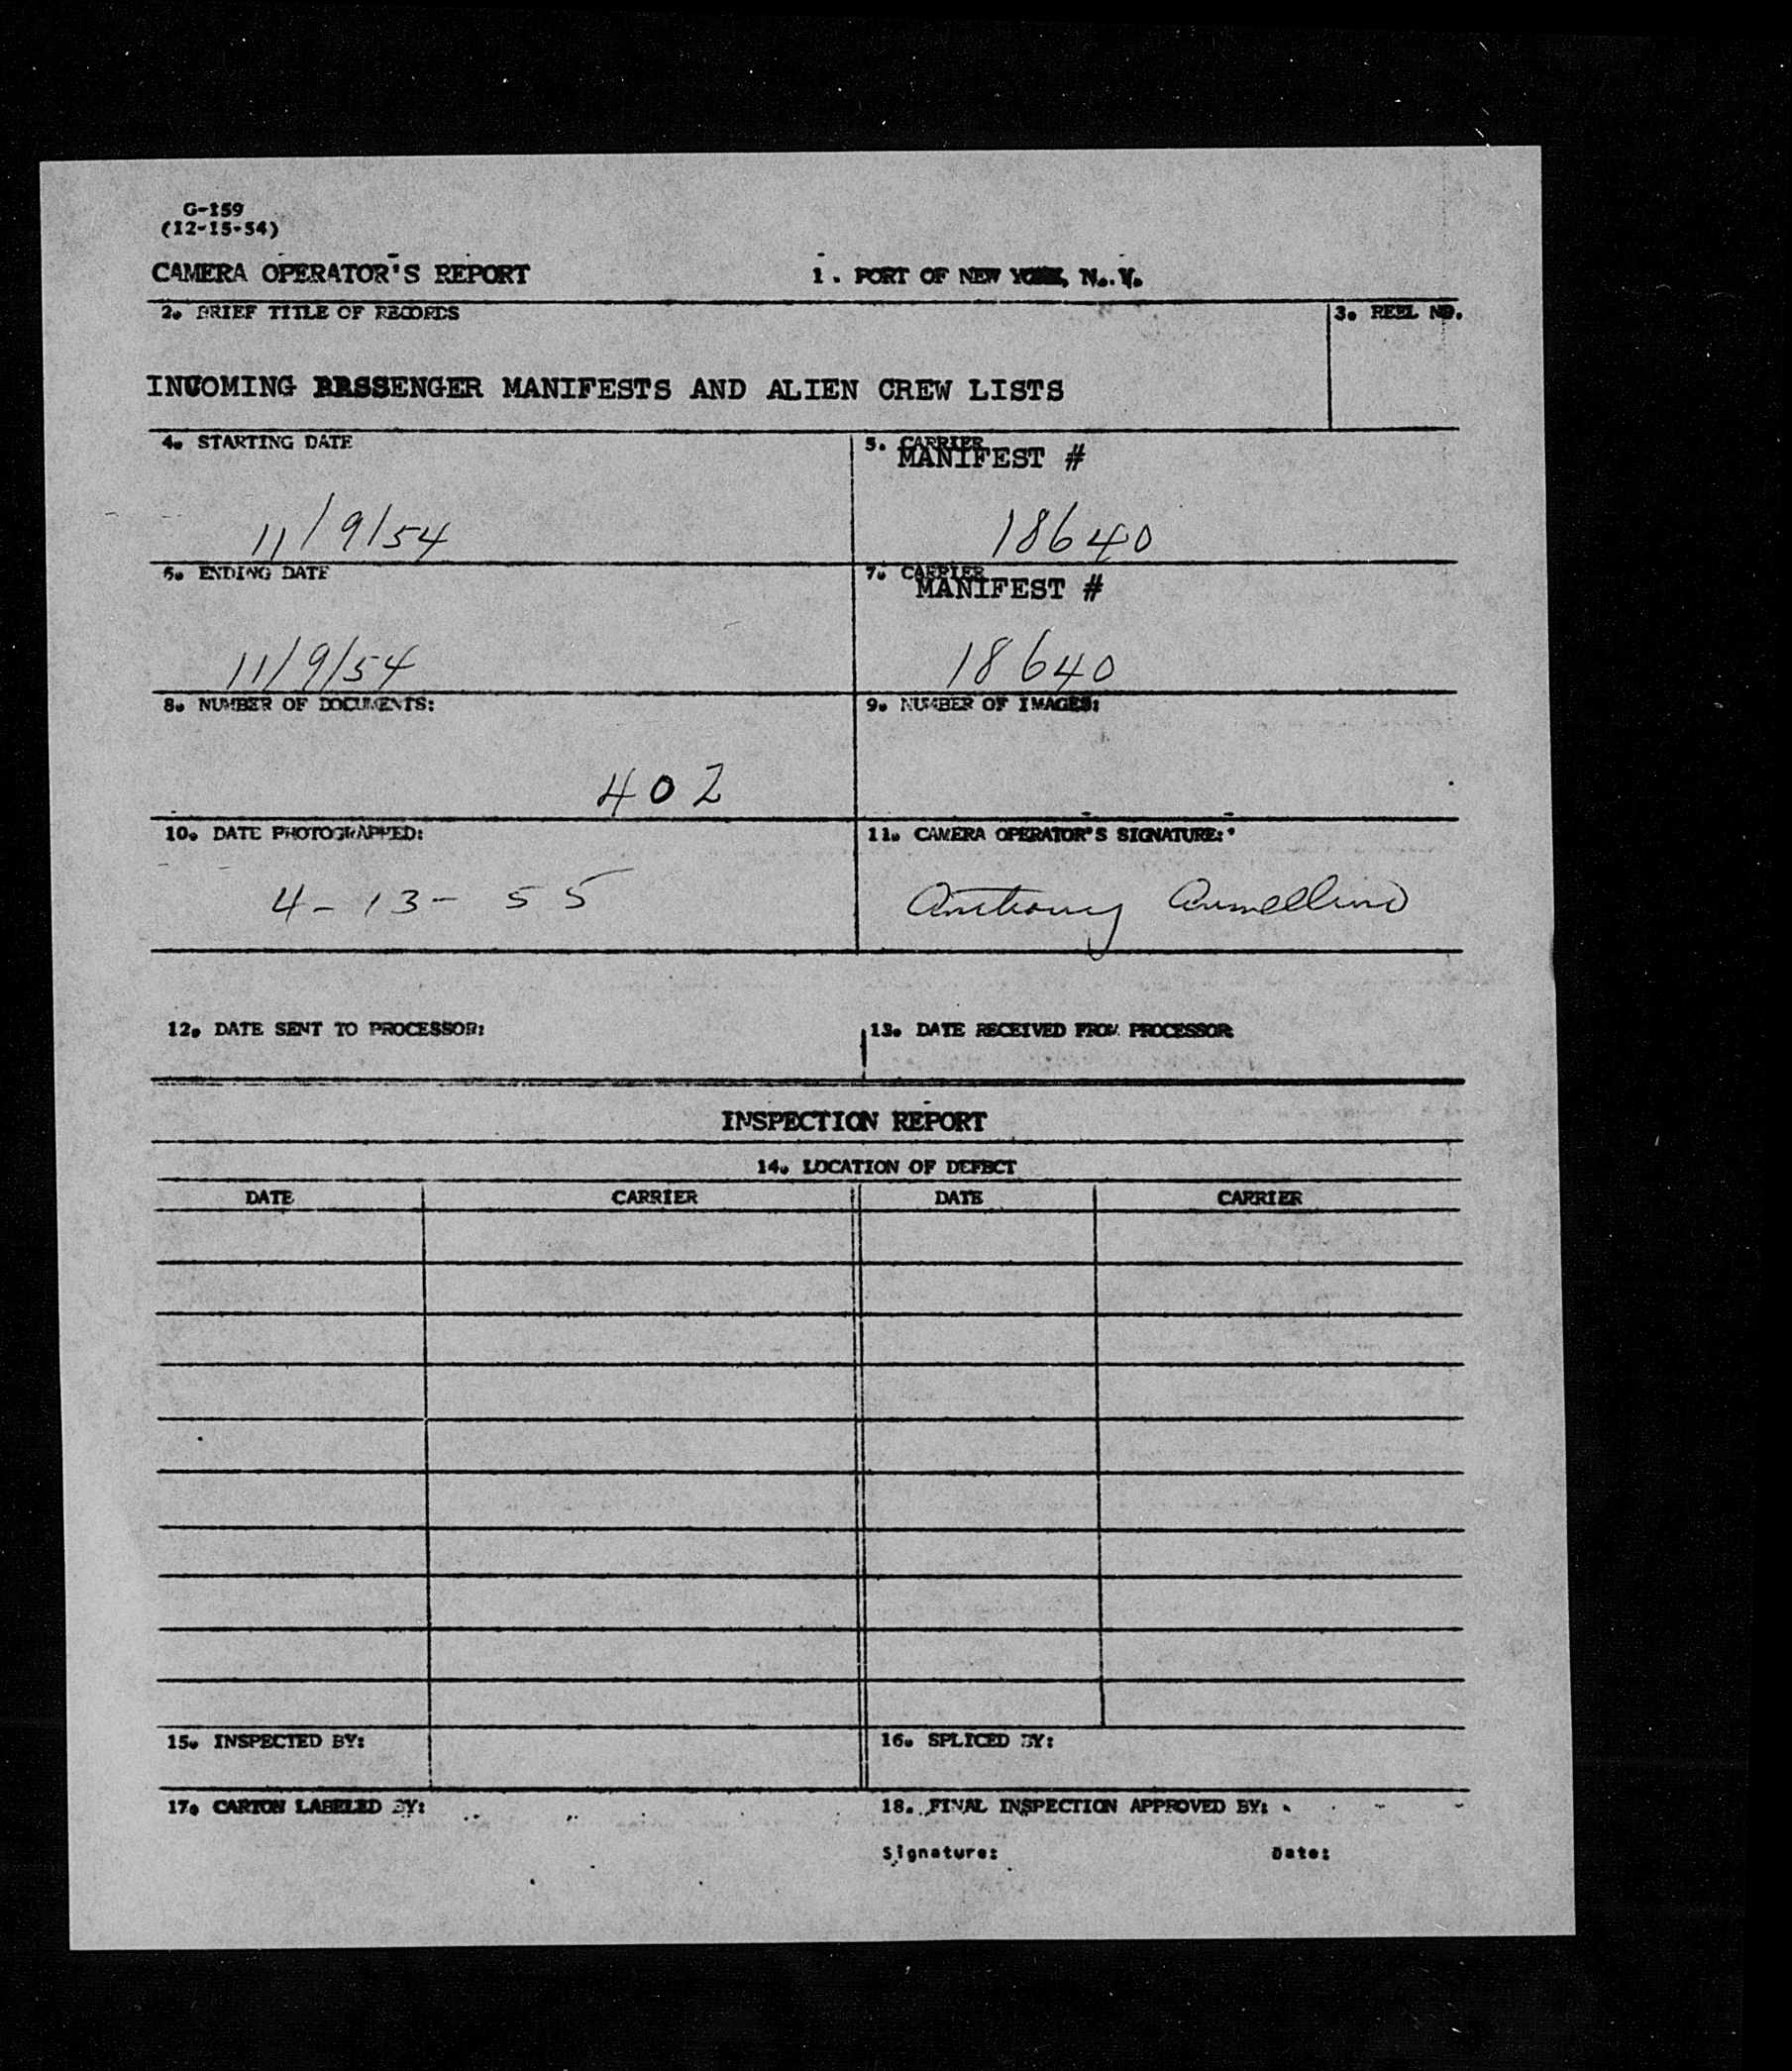 G-159
(12-15-54)
CAMERA OPERATOR'S REPORT 1. PORT OF NEW YORK, N. Y.
2. BRIEF TITLE OF RECORDS 3. REEL NO.
INCOMING PASSENGER MANIFESTS AND ALIEN CREW LISTS
4. STARTING DATE 5. CARRIER
MANIFEST #
11/9/54 18640
6. ENDING DATE 7. CARRIER
MANIFEST #
11/9/54 18640
8. NUMBER OF DOCUMENTS: 9. NUMBER OF IMAGES:
402
10. DATE PHOTOGRAPHED: 11. CAMERA OPERATOR'S SIGNATURE:
4-13-55 Anthony Armellino
12. DATE SENT TO PROCESSOR: 13. DATE RECEIVED FROM PROCESSOR
INSPECTION REPORT
14. LOCATION OF DEFECT
DATE CARRIER DATE CARRIER
15. INSPECTED BY: 16. SPLICED BY:
17. CARTON LABELED BY: 18. FINAL INSPECTION APPROVED BY:
Signature: Date: